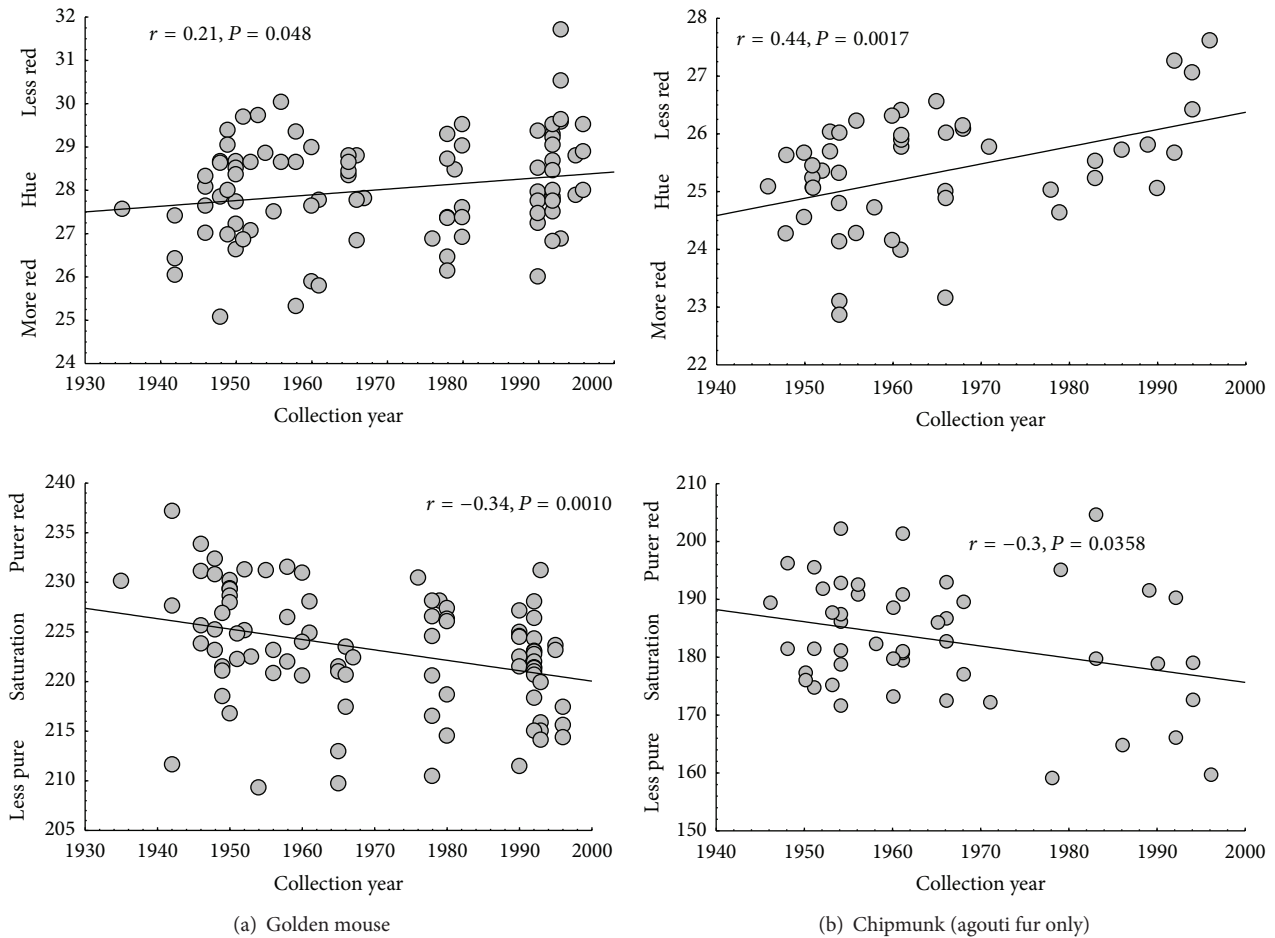 r = 0.21, P = 0.048
Less red
Hue
More red
32
31
30
29
28
27
26
25
24
1930 1940 1950 1960 1970 1980 1990 2000
Collection year
r = 0.44, P = 0.0017
Less red
Hue
More red
28
27
26
25
24
23
22
1940 1950 1960 1970 1980 1990 2000
Collection year
r = −0.34, P = 0.0010
Purer red
Saturation
Less pure
240
235
230
225
220
215
210
205
1930 1940 1950 1960 1970 1980 1990 2000
Collection year
(a) Golden mouse
r = −0.3, P = 0.0358
Purer red
Saturation
Less pure
210
200
190
180
170
160
150
1940 1950 1960 1970 1980 1990 2000
Collection year
(b) Chipmunk (agouti fur only)